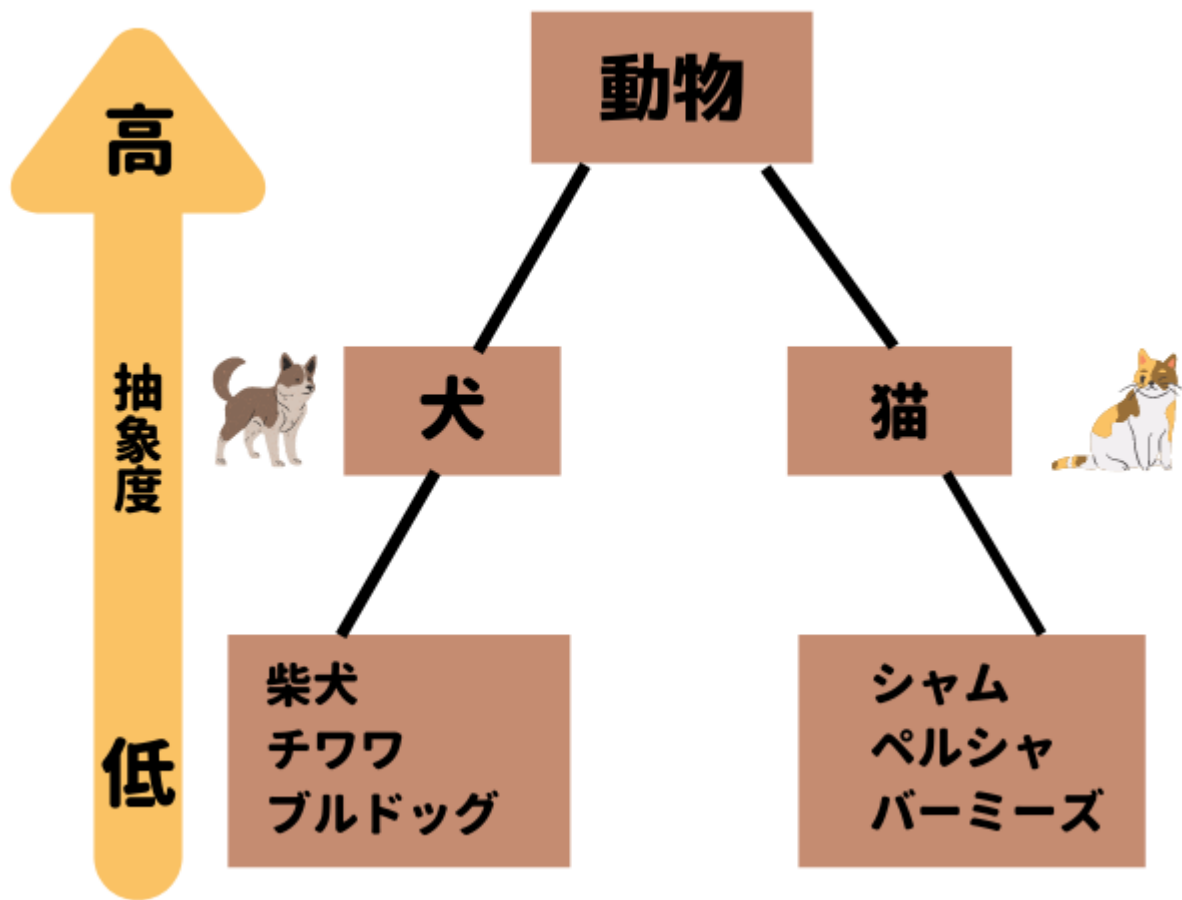 高
抽象度
低
動物
犬
猫
柴犬
チワワ
ブルドッグ
シャム
ペルシャ
バーミーズ